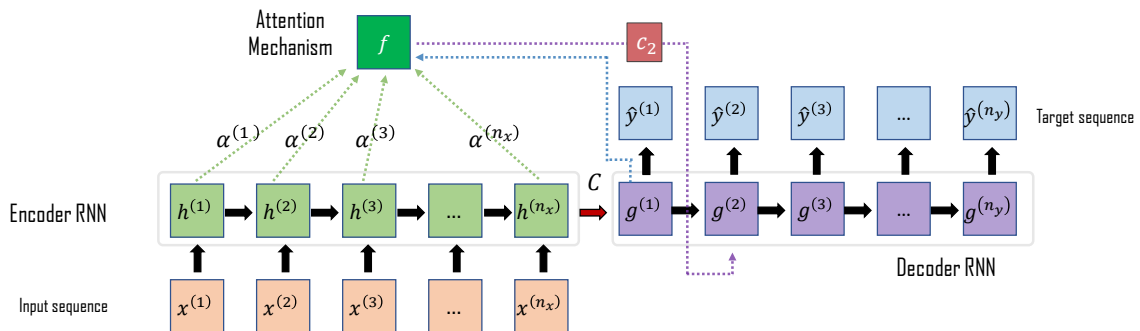 Attention
Mechanism
f
c₂
ŷ⁽¹⁾ ŷ⁽²⁾ ŷ⁽³⁾ ... ŷ⁽ⁿʸ⁾
Target sequence
α⁽¹⁾ α⁽²⁾ α⁽³⁾ α⁽ⁿˣ⁾
C
Encoder RNN
h⁽¹⁾ h⁽²⁾ h⁽³⁾ ... h⁽ⁿˣ⁾
g⁽¹⁾ g⁽²⁾ g⁽³⁾ ... g⁽ⁿʸ⁾
Decoder RNN
Input sequence
x⁽¹⁾ x⁽²⁾ x⁽³⁾ ... x⁽ⁿˣ⁾